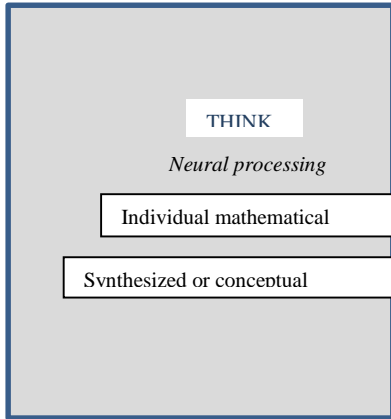 THINK
Neural processing
Individual mathematical
Synthesized or conceptual